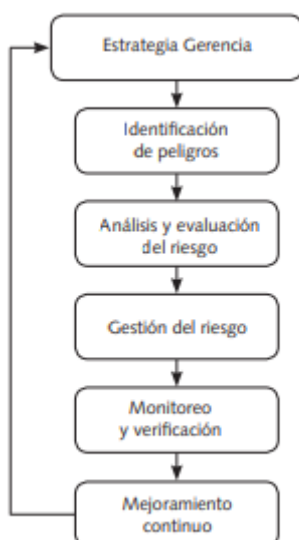 Estrategia Gerencia
Identificación
de peligros
Análisis y evaluación
del riesgo
Gestión del riesgo
Monitoreo
y verificación
Mejoramiento
continuo